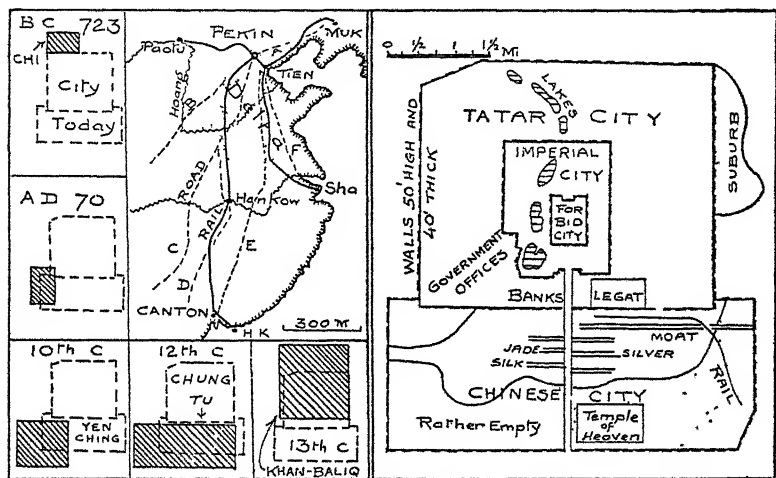 BC 723
CHI
City
Today
AD 70
10th C
YEN
CHING
12th C
CHUNG
TU
13th C
KHAN-BALIQ
PEKIN
MUK
Paotu
Hoang
TIEN
A
B
D
Q
F
ROAD
RAIL
Hankow
Sha
C
D
E
CANTON
H K
300 M
0 1/2 1 1 1/2 Mi
LAKES
TATAR CITY
WALLS 50' HIGH AND
40' THICK
SUBURB
IMPERIAL
CITY
FOR
BID
CITY
GOVERNMENT
OFFICES
BANKS
LEGAT
MOAT
JADE
SILVER
SILK
RAIL
CHINESE CITY
Rather Empty
Temple
of
Heaven